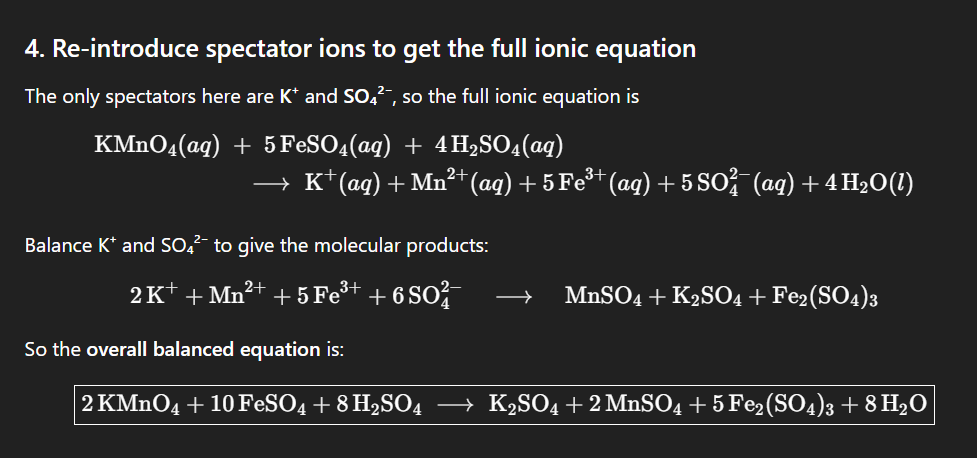 4. Re-introduce spectator ions to get the full ionic equation
The only spectators here are K⁺ and SO₄²⁻, so the full ionic equation is
KMnO₄(aq) + 5 FeSO₄(aq) + 4 H₂SO₄(aq)
⟶ K⁺(aq) + Mn²⁺(aq) + 5 Fe³⁺(aq) + 5 SO₄²⁻(aq) + 4 H₂O(l)
Balance K⁺ and SO₄²⁻ to give the molecular products:
2 K⁺ + Mn²⁺ + 5 Fe³⁺ + 6 SO₄²⁻ ⟶ MnSO₄ + K₂SO₄ + Fe₂(SO₄)₃
So the overall balanced equation is:
2 KMnO₄ + 10 FeSO₄ + 8 H₂SO₄ ⟶ K₂SO₄ + 2 MnSO₄ + 5 Fe₂(SO₄)₃ + 8 H₂O